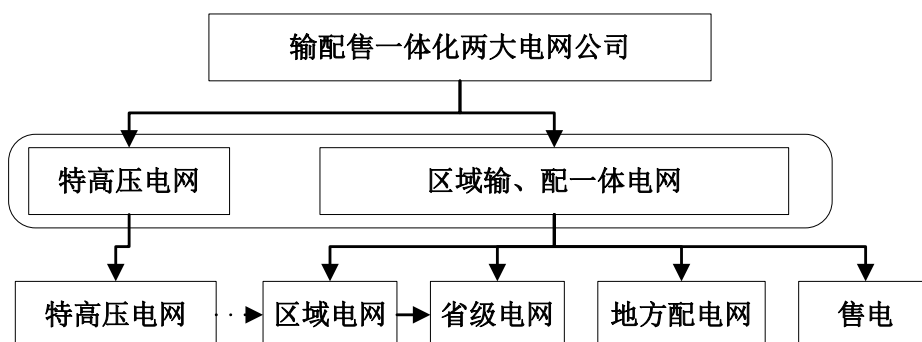 输配售一体化两大电网公司
特高压电网
区域输、配一体电网
特高压电网
区域电网
省级电网
地方配电网
售电